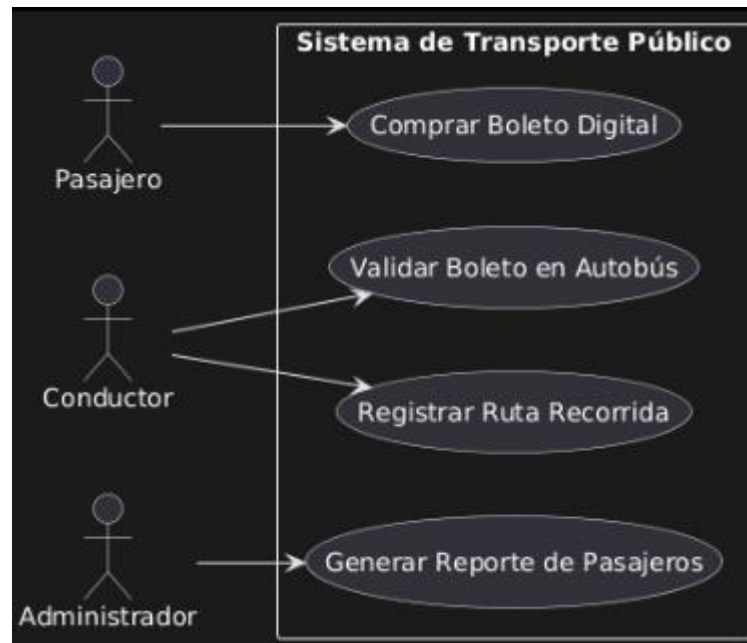 Sistema de Transporte Público
Comprar Boleto Digital
Pasajero
Validar Boleto en Autobús
Conductor
Registrar Ruta Recorrida
Generar Reporte de Pasajeros
Administrador